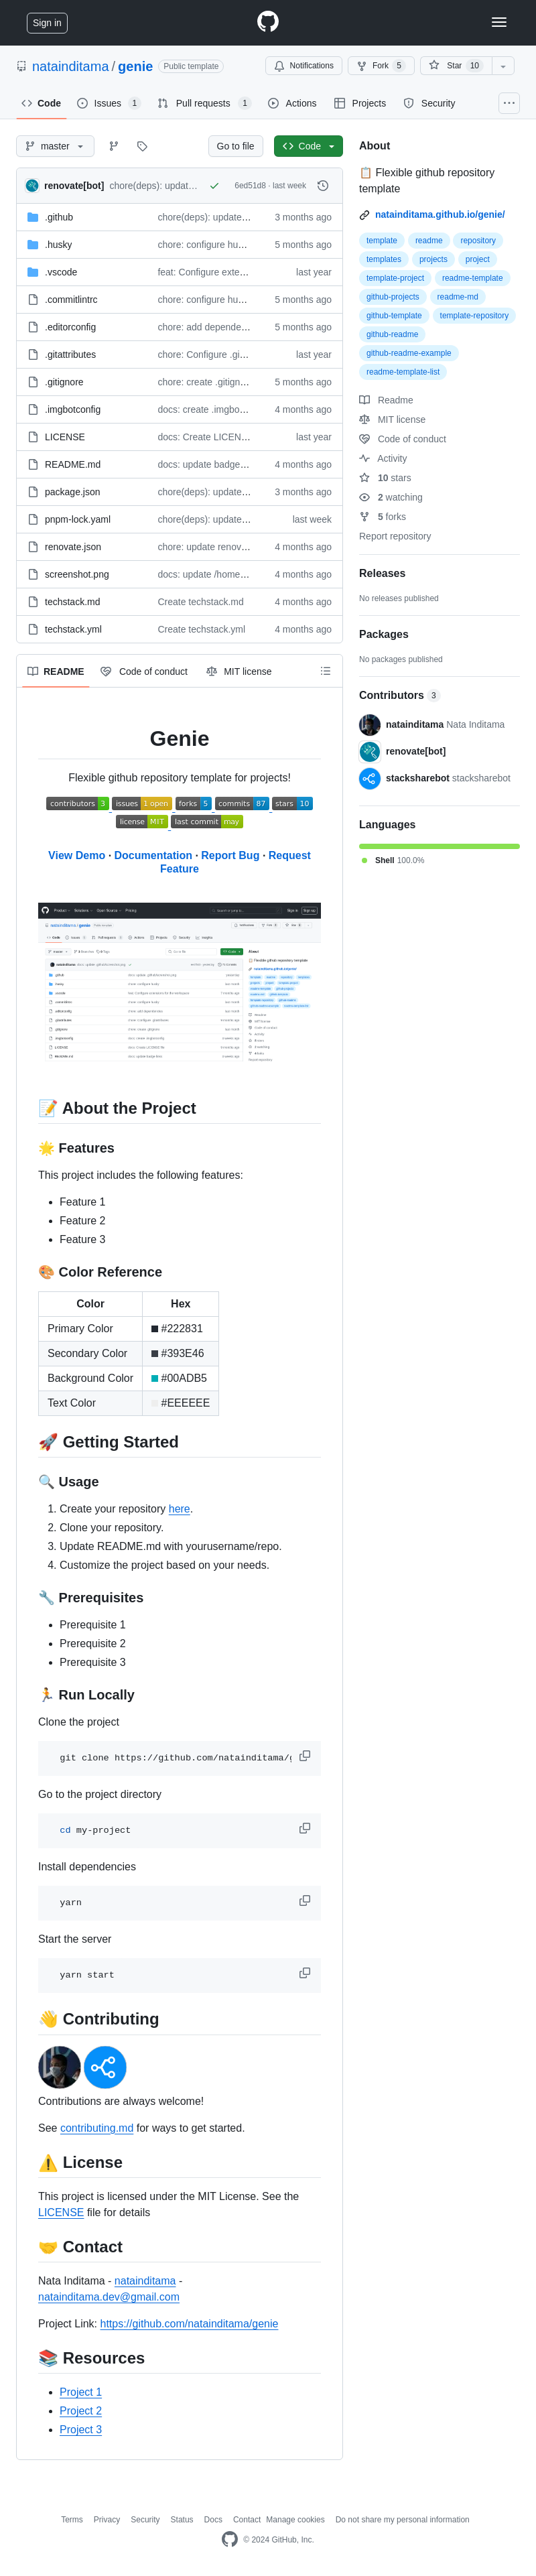 Sign in
natainditama / genie Public template
Notifications Fork 5 Star 10
Code Issues 1 Pull requests 1 Actions Projects Security
master Go to file Code
renovate[bot] chore(deps): updat… 6ed51d8 · last week
.github chore(deps): update… 3 months ago
.husky chore: configure hu… 5 months ago
.vscode feat: Configure exte… last year
.commitlintrc chore: configure hu… 5 months ago
.editorconfig chore: add depende… 5 months ago
.gitattributes chore: Configure .gi… last year
.gitignore chore: create .gitign… 5 months ago
.imgbotconfig docs: create .imgbo… 4 months ago
LICENSE docs: Create LICEN… last year
README.md docs: update badge… 4 months ago
package.json chore(deps): update… 3 months ago
pnpm-lock.yaml chore(deps): update… last week
renovate.json chore: update renov… 4 months ago
screenshot.png docs: update /home… 4 months ago
techstack.md Create techstack.md 4 months ago
techstack.yml Create techstack.yml 4 months ago
README Code of conduct MIT license
Genie
Flexible github repository template for projects!
contributors 3 issues 1 open forks 5 commits 87 stars 10
license MIT last commit may
View Demo · Documentation · Report Bug · Request
Feature
📝 About the Project
🌟 Features
This project includes the following features:
• Feature 1
• Feature 2
• Feature 3
🎨 Color Reference
Color Hex
Primary Color #222831
Secondary Color #393E46
Background Color #00ADB5
Text Color #EEEEEE
🚀 Getting Started
🔍 Usage
1. Create your repository here.
2. Clone your repository.
3. Update README.md with yourusername/repo.
4. Customize the project based on your needs.
🔧 Prerequisites
• Prerequisite 1
• Prerequisite 2
• Prerequisite 3
🏃 Run Locally
Clone the project
git clone https://github.com/natainditama/g
Go to the project directory
cd my-project
Install dependencies
yarn
Start the server
yarn start
👋 Contributing
Contributions are always welcome!
See contributing.md for ways to get started.
⚠️ License
This project is licensed under the MIT License. See the
LICENSE file for details
🤝 Contact
Nata Inditama - natainditama -
natainditama.dev@gmail.com
Project Link: https://github.com/natainditama/genie
📚 Resources
• Project 1
• Project 2
• Project 3
About
📋 Flexible github repository
template
natainditama.github.io/genie/
template readme repository
templates projects project
template-project readme-template
github-projects readme-md
github-template template-repository
github-readme
github-readme-example
readme-template-list
Readme
MIT license
Code of conduct
Activity
10 stars
2 watching
5 forks
Report repository
Releases
No releases published
Packages
No packages published
Contributors 3
natainditama Nata Inditama
renovate[bot]
stacksharebot stacksharebot
Languages
Shell 100.0%
Terms Privacy Security Status Docs Contact Manage cookies Do not share my personal information
© 2024 GitHub, Inc.